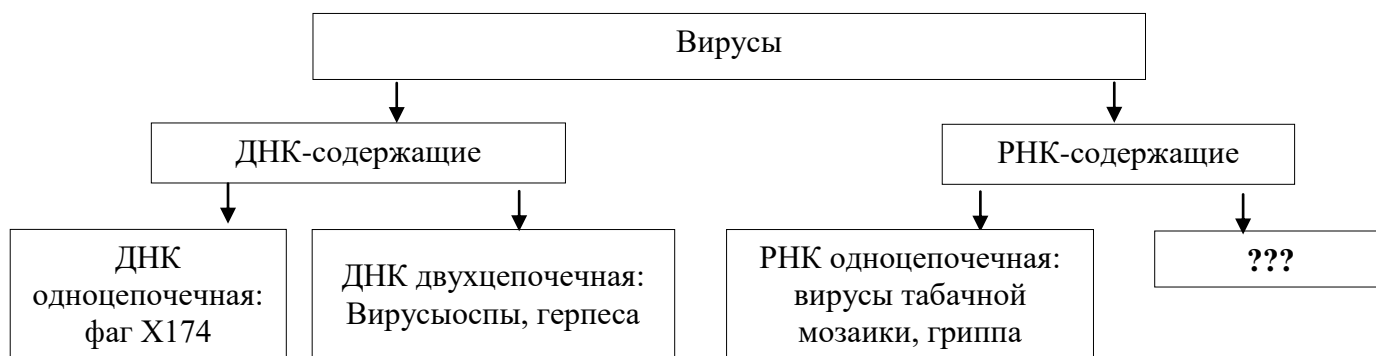 Вирусы
ДНК-содержащие
РНК-содержащие
ДНК
одноцепочечная:
фаг Х174
ДНК двухцепочечная:
Вирусыоспы, герпеса
РНК одноцепочечная:
вирусы табачной
мозаики, гриппа
???